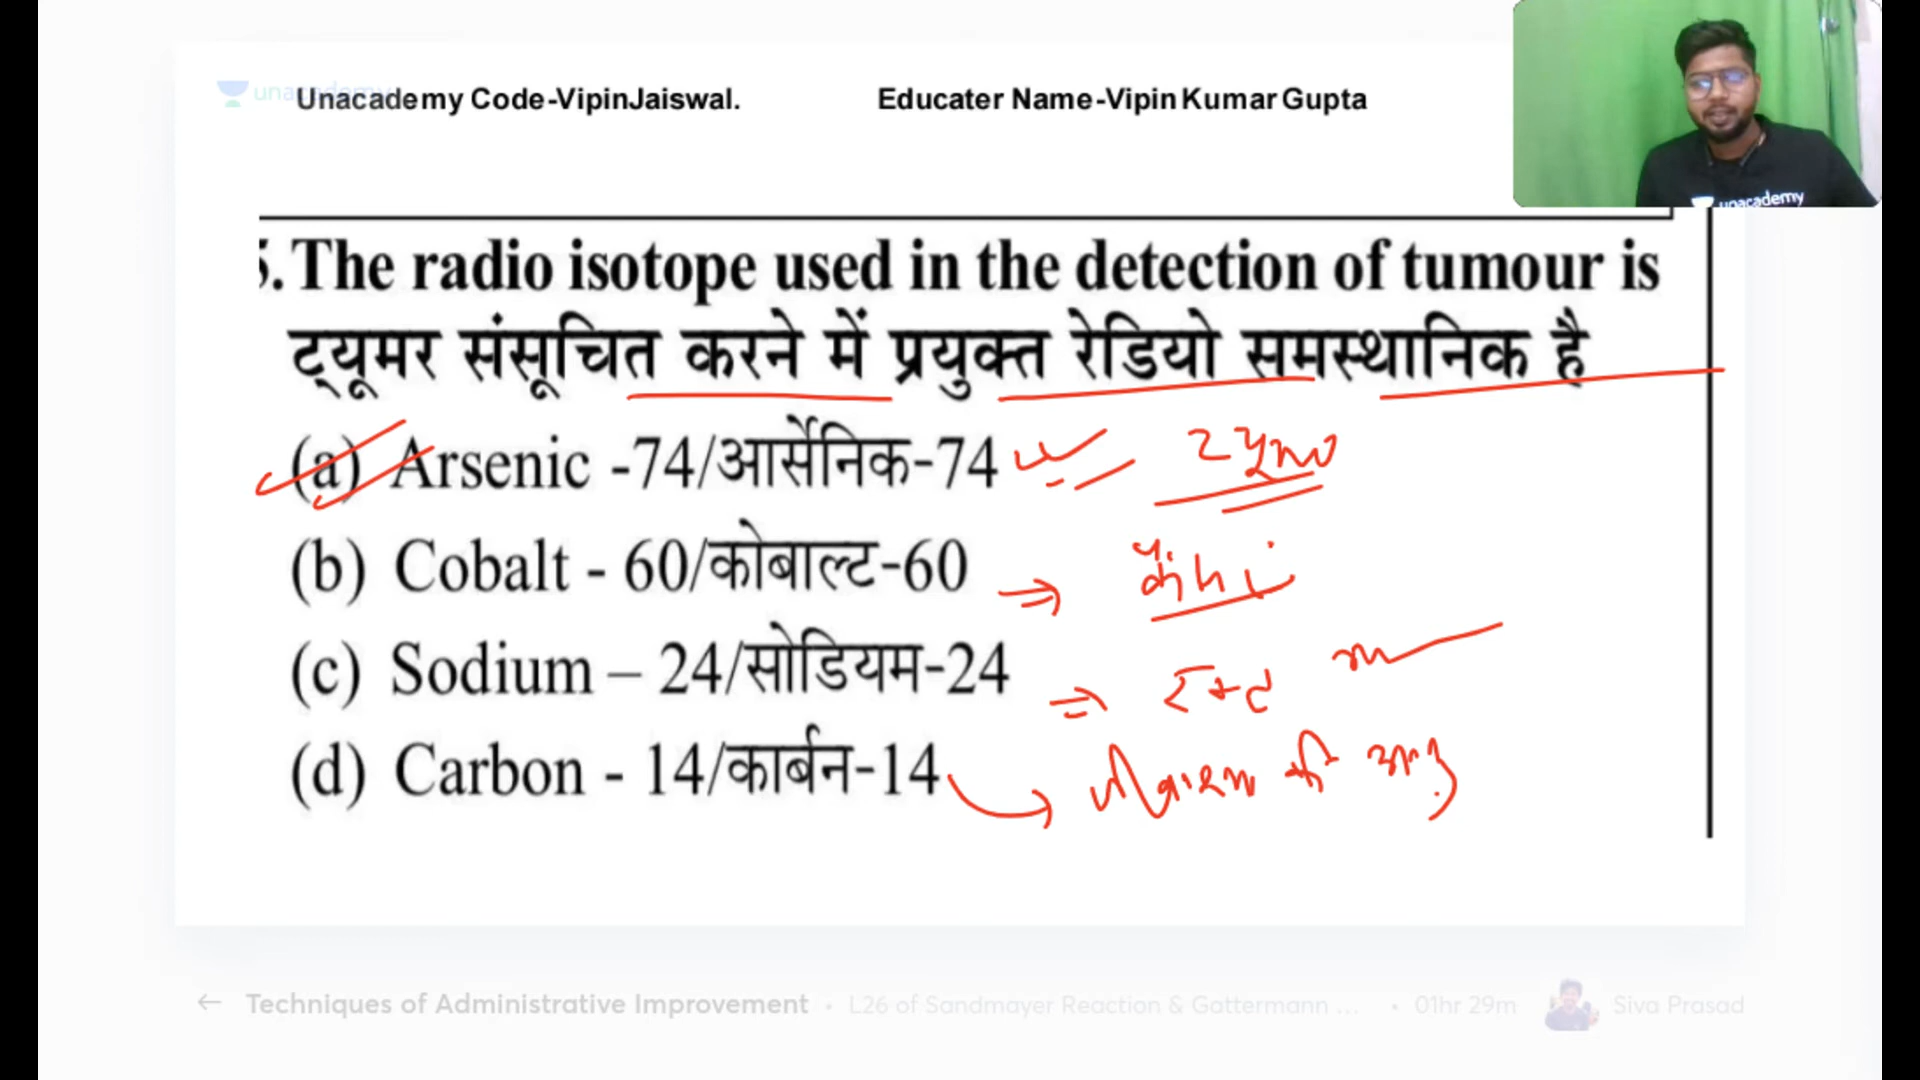 unacademy
Unacademy Code-VipinJaiswal. Educater Name-Vipin Kumar Gupta
unacademy
5. The radio isotope used in the detection of tumour is
ट्यूमर संसूचित करने में प्रयुक्त रेडियो समस्थानिक है
(a) Arsenic -74/आर्सेनिक-74
(b) Cobalt - 60/कोबाल्ट-60
(c) Sodium – 24/सोडियम-24
(d) Carbon - 14/कार्बन-14
← Techniques of Administrative Improvement • L26 of Sandmayer Reaction & Gattermann ... • 01hr 29m Siva Prasad